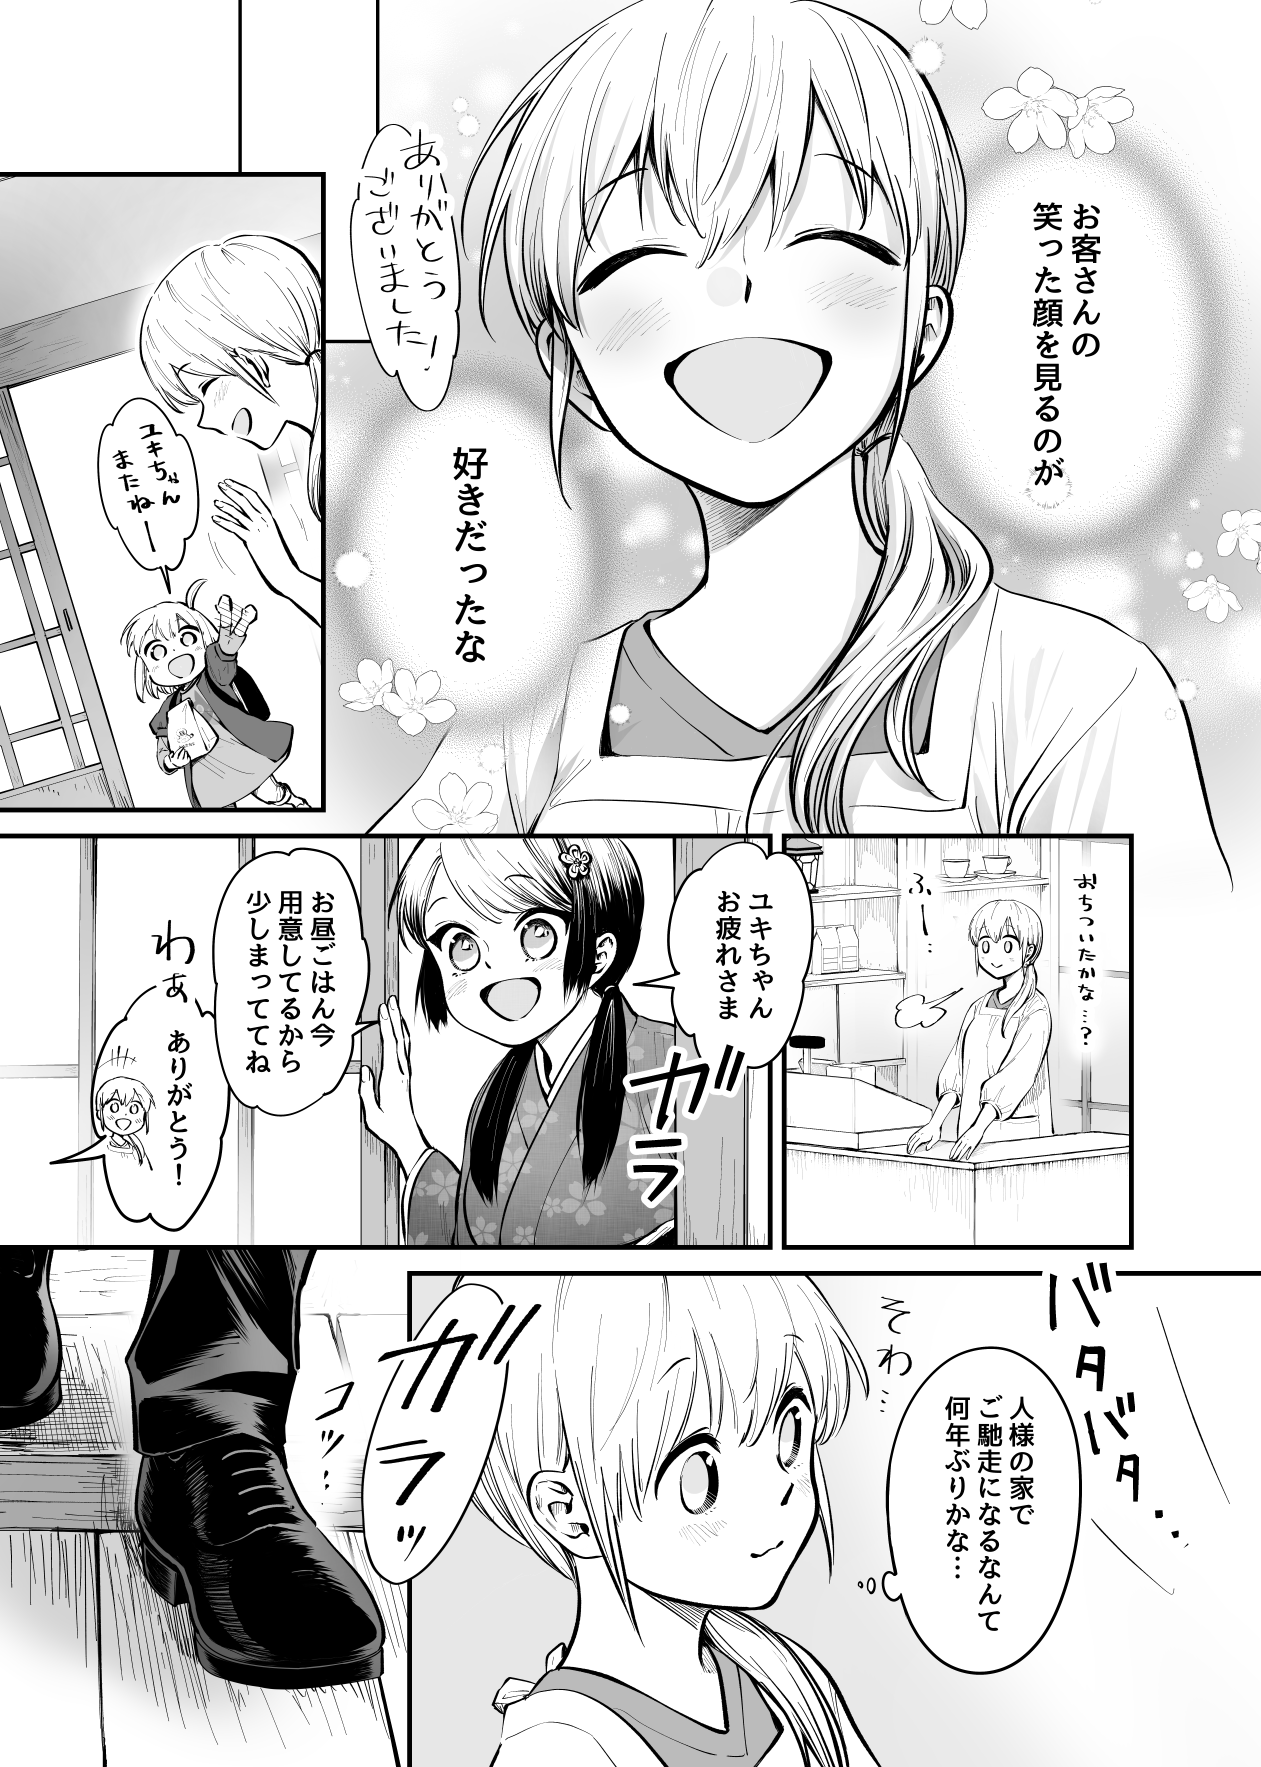 お客さんの
笑った顔を見るのが
好きだったな
ありがとう
ございました!
ユキちゃん
またねー
おちついたかな…?
ふー…
ユキちゃん
お疲れさま
ガラ
お昼ごはん今
用意してるから
少しまっててね
わぁ
ありがとう!
バタバタ…
そわ…
人様の家で
ご馳走になるなんて
何年ぶりかな…
ガラッ
コッ…